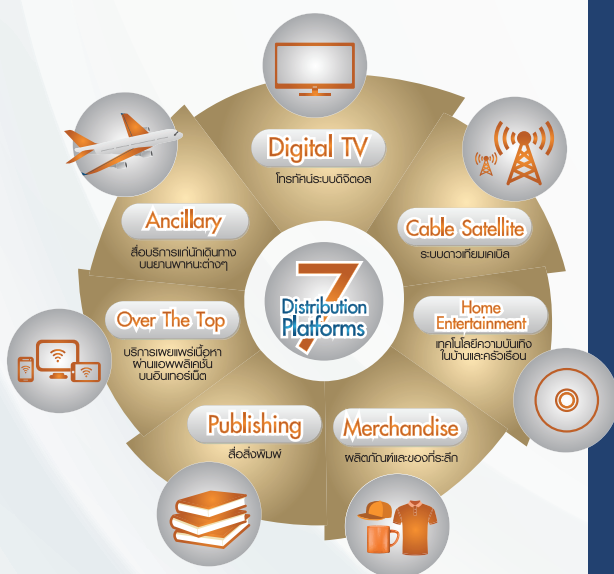 Digital TV
โทรทัศน์ระบบดิจิตอล
Cable Satellite
ระบบดาวเทียมเคเบิล
Home
Entertainment
เทคโนโลยีความบันเทิง
ในบ้านและครัวเรือน
Merchandise
ผลิตภัณฑ์และของที่ระลึก
Publishing
สื่อสิ่งพิมพ์
Over The Top
บริการเผยแพร่เนื้อหา
ผ่านแอพพลิเคชั่น
บนอินเทอร์เน็ต
Ancillary
สื่อบริการแก่นักเดินทาง
บนยานพาหนะต่างๆ
7
Distribution
Platforms